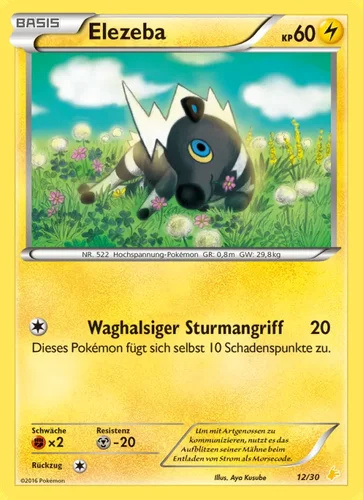 BASIS
Elezeba
KP60
NR. 522 Hochspannung-Pokémon GR: 0,8m GW: 29,8kg
Waghalsiger Sturmangriff 20
Dieses Pokémon fügt sich selbst 10 Schadenspunkte zu.
Schwäche
×2
Resistenz
-20
Rückzug
Um mit Artgenossen zu
kommunizieren, nutzt es das
Aufblitzen seiner Mähne beim
Entladen von Strom als Morsecode.
©2016 Pokémon
Illus. Aya Kusube
12/30